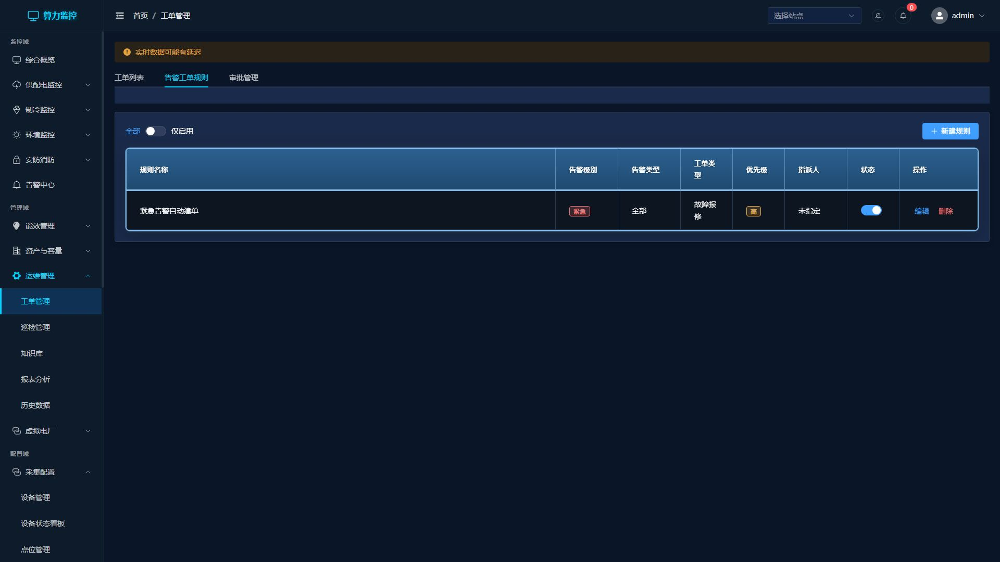 算力监控
首页 / 工单管理
选择站点
0
admin
监控域
综合概览
供配电监控
制冷监控
环境监控
安防消防
告警中心
管理域
能效管理
资产与容量
运维管理
工单管理
巡检管理
知识库
报表分析
历史数据
虚拟电厂
配置域
采集配置
设备管理
设备状态看板
点位管理
实时数据可能有延迟
工单列表 告警工单规则 审批管理
全部 仅启用
新建规则
规则名称 告警级别 告警类型 工单类型 优先级 指派人 状态 操作
紧急告警自动建单 紧急 全部 故障报修 高 未指定 编辑 删除